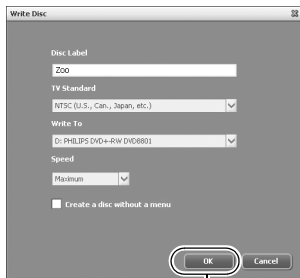 Write Disc
Disc Label
Zoo
TV Standard
NTSC (U.S., Can., Japan, etc.)
Write To
D: PHILIPS DVD+-RW DVD8801
Speed
Maximum
Create a disc without a menu
OK Cancel